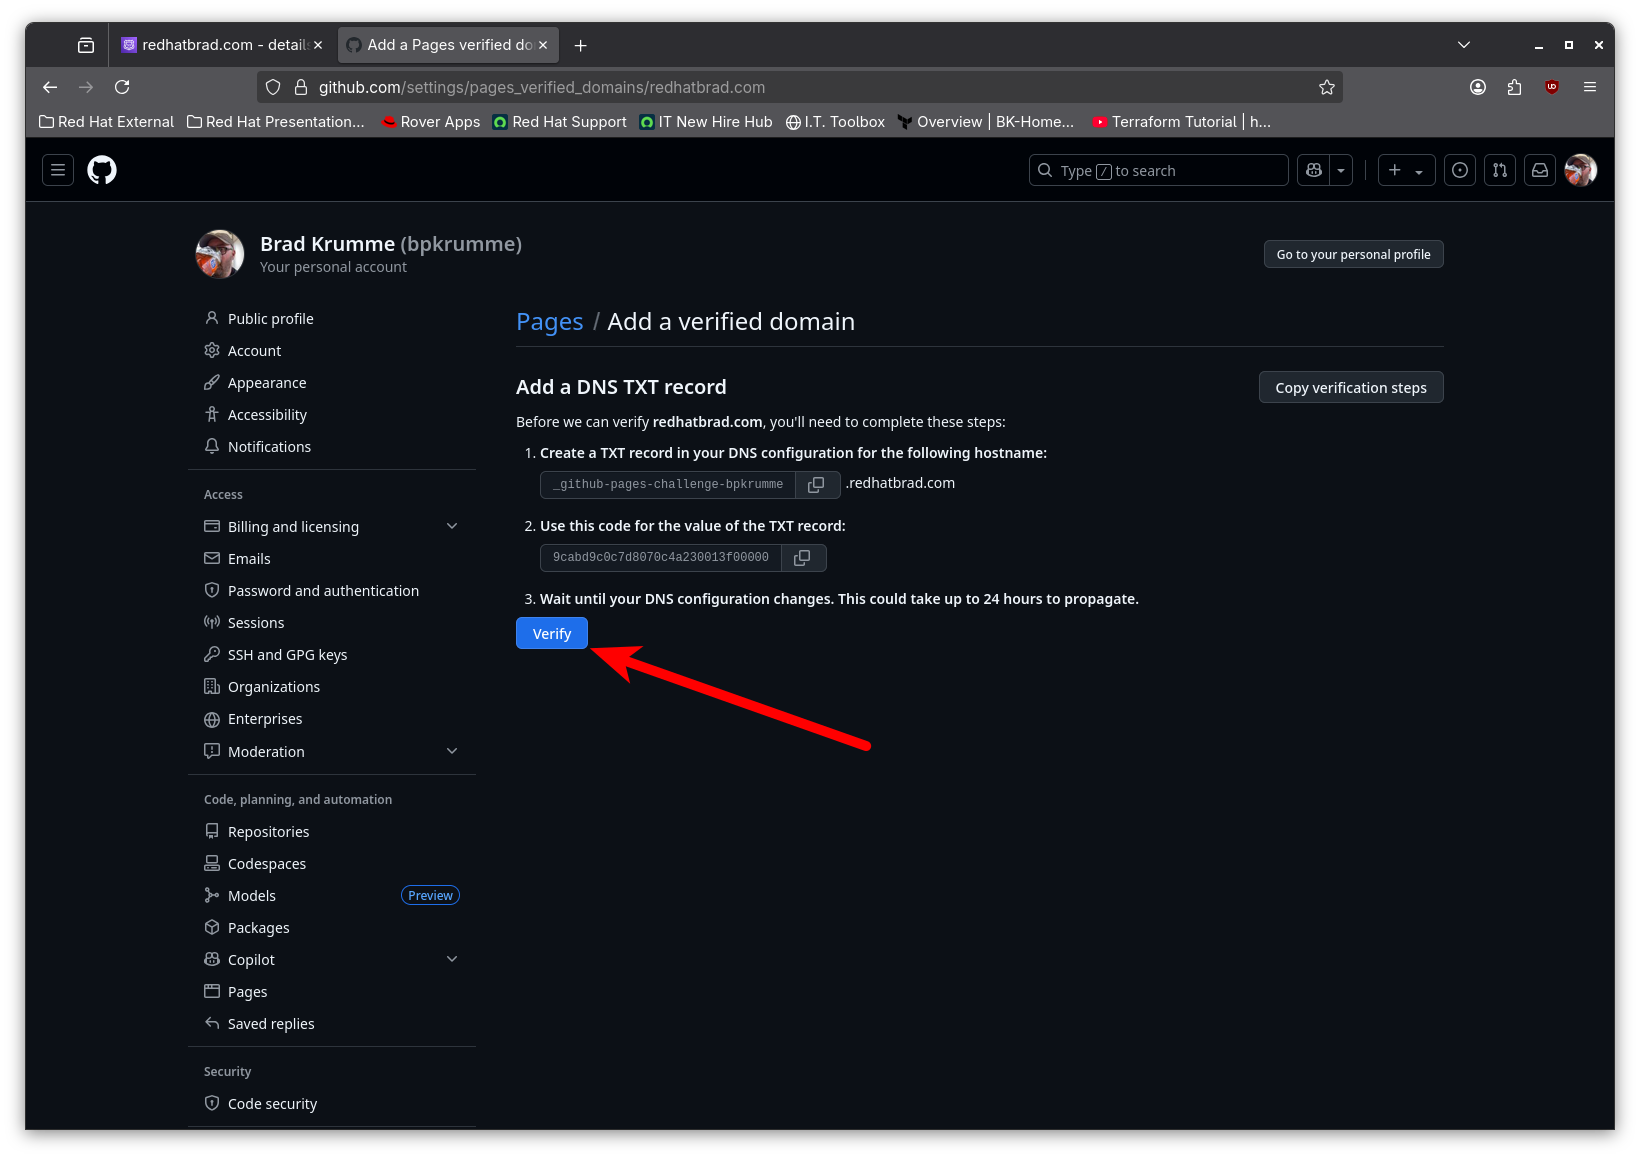 redhatbrad.com - details
Add a Pages verified do
github.com/settings/pages_verified_domains/redhatbrad.com
Red Hat External
Red Hat Presentation...
Rover Apps
Red Hat Support
IT New Hire Hub
I.T. Toolbox
Overview | BK-Home...
Terraform Tutorial | h...
Type / to search
Brad Krumme (bpkrumme)
Your personal account
Go to your personal profile
Public profile
Account
Appearance
Accessibility
Notifications
Access
Billing and licensing
Emails
Password and authentication
Sessions
SSH and GPG keys
Organizations
Enterprises
Moderation
Code, planning, and automation
Repositories
Codespaces
Models
Preview
Packages
Copilot
Pages
Saved replies
Security
Code security
Pages / Add a verified domain
Add a DNS TXT record
Copy verification steps
Before we can verify redhatbrad.com, you'll need to complete these steps:
1. Create a TXT record in your DNS configuration for the following hostname:
_github-pages-challenge-bpkrumme .redhatbrad.com
2. Use this code for the value of the TXT record:
9cabd9c0c7d8070c4a230013f00000
3. Wait until your DNS configuration changes. This could take up to 24 hours to propagate.
Verify